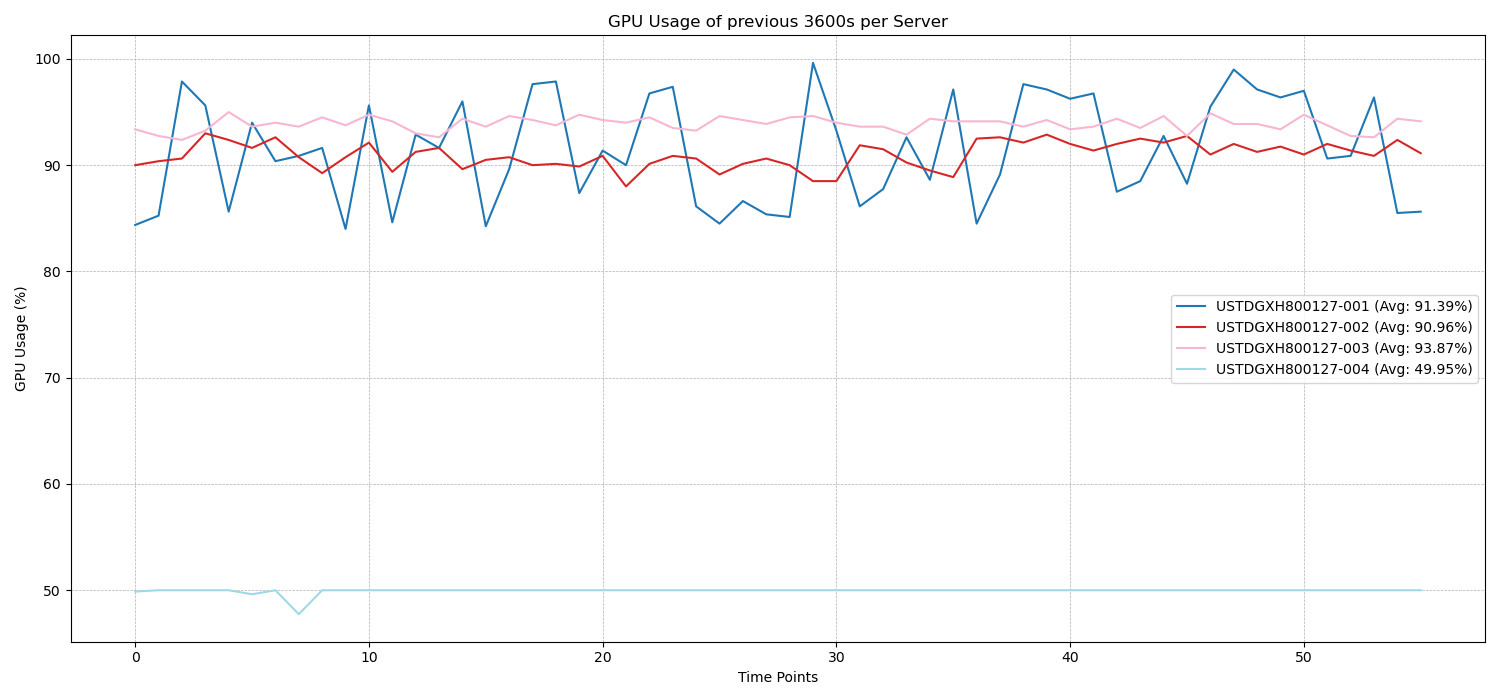 GPU Usage of previous 3600s per Server
100
90
80
70
60
50
GPU Usage (%)
USTDGXH800127-001 (Avg: 91.39%)
USTDGXH800127-002 (Avg: 90.96%)
USTDGXH800127-003 (Avg: 93.87%)
USTDGXH800127-004 (Avg: 49.95%)
0 10 20 30 40 50
Time Points